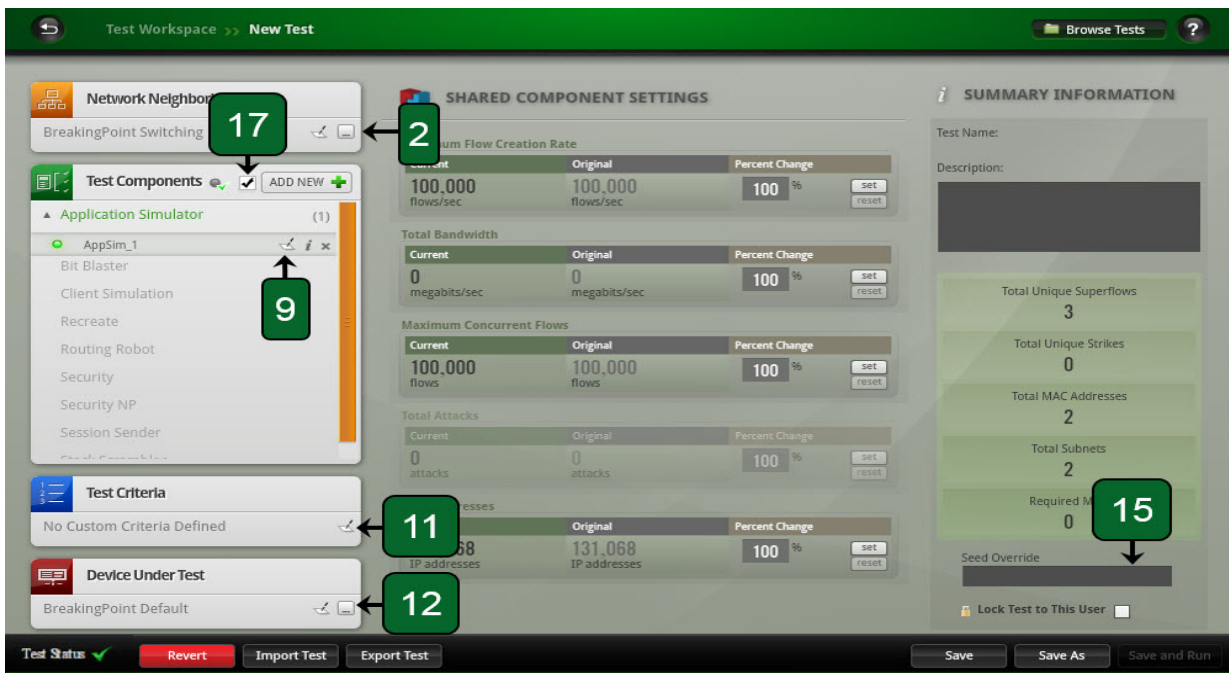 Test Workspace >> New Test
Browse Tests
?
Network Neighbor
BreakingPoint Switching
17
2
Test Components
ADD NEW
Application Simulator (1)
AppSim_1
i x
9
Bit Blaster
Client Simulation
Recreate
Routing Robot
Security
Security NP
Session Sender
1
2
3
Test Criteria
No Custom Criteria Defined
11
Device Under Test
BreakingPoint Default
12
SHARED COMPONENT SETTINGS
um Flow Creation Rate
Current Original Percent Change
100,000 100,000 100 % set
flows/sec flows/sec reset
Total Bandwidth
Current Original Percent Change
0 0 100 % set
megabits/sec megabits/sec reset
Maximum Concurrent Flows
Current Original Percent Change
100,000 100,000 100 % set
flows flows reset
Total Attacks
Current Original Percent Change
0 0 100 % set
attacks attacks reset
resses
Original Percent Change
68 131,068 100 % set
IP addresses IP addresses reset
i SUMMARY INFORMATION
Test Name:
Description:
Total Unique Superflows
3
Total Unique Strikes
0
Total MAC Addresses
2
Total Subnets
2
Required M
0
15
Seed Override
Lock Test to This User
Test Status Revert Import Test Export Test Save Save As Save and Run